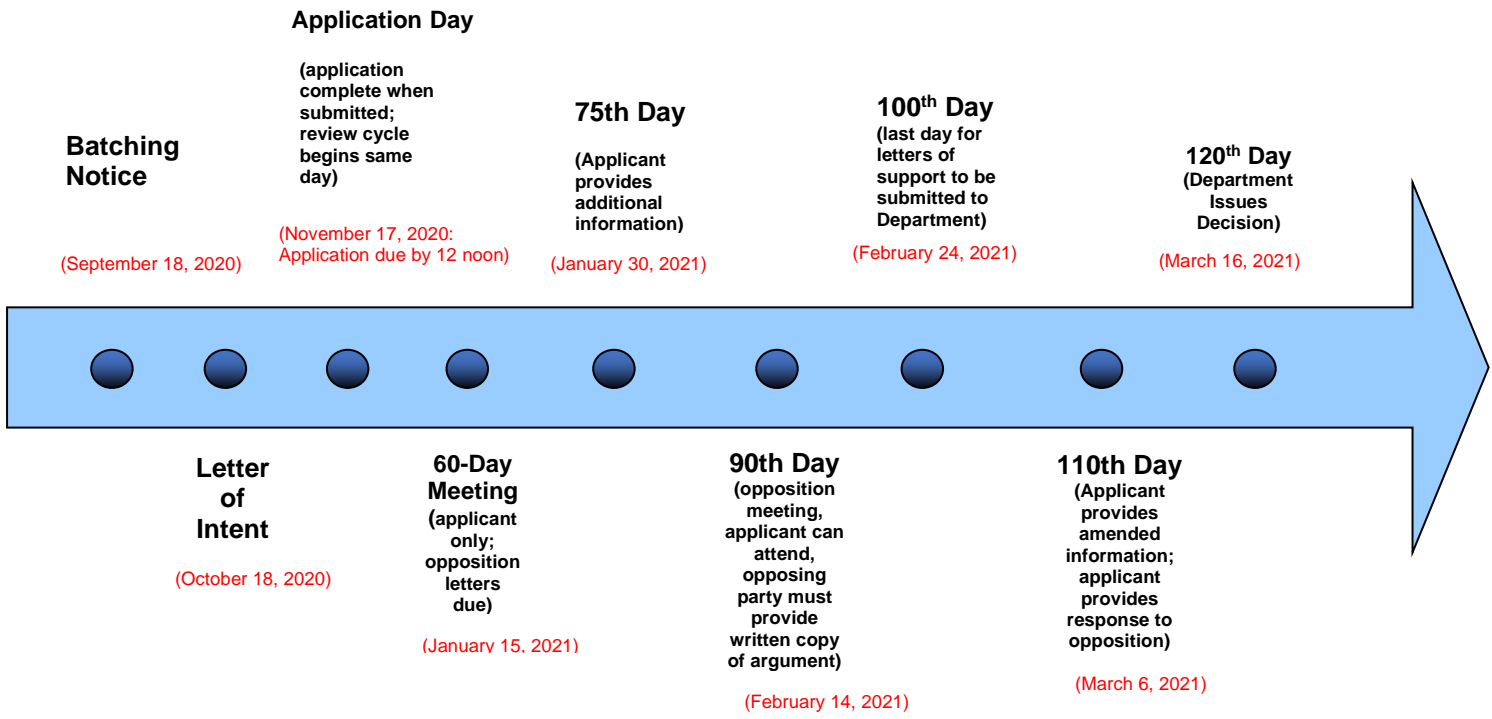 Batching
Notice
(September 18, 2020)
Letter
of
Intent
(October 18, 2020)
Application Day
(application
complete when
submitted;
review cycle
begins same
day)
(November 17, 2020:
Application due by 12 noon)
60-Day
Meeting
(applicant
only;
opposition
letters
due)
(January 15, 2021)
75th Day
(Applicant
provides
additional
information)
(January 30, 2021)
90th Day
(opposition
meeting,
applicant can
attend,
opposing
party must
provide
written copy
of argument)
(February 14, 2021)
100th Day
(last day for
letters of
support to be
submitted to
Department)
(February 24, 2021)
110th Day
(Applicant
provides
amended
information;
applicant
provides
response to
opposition)
(March 6, 2021)
120th Day
(Department
Issues
Decision)
(March 16, 2021)